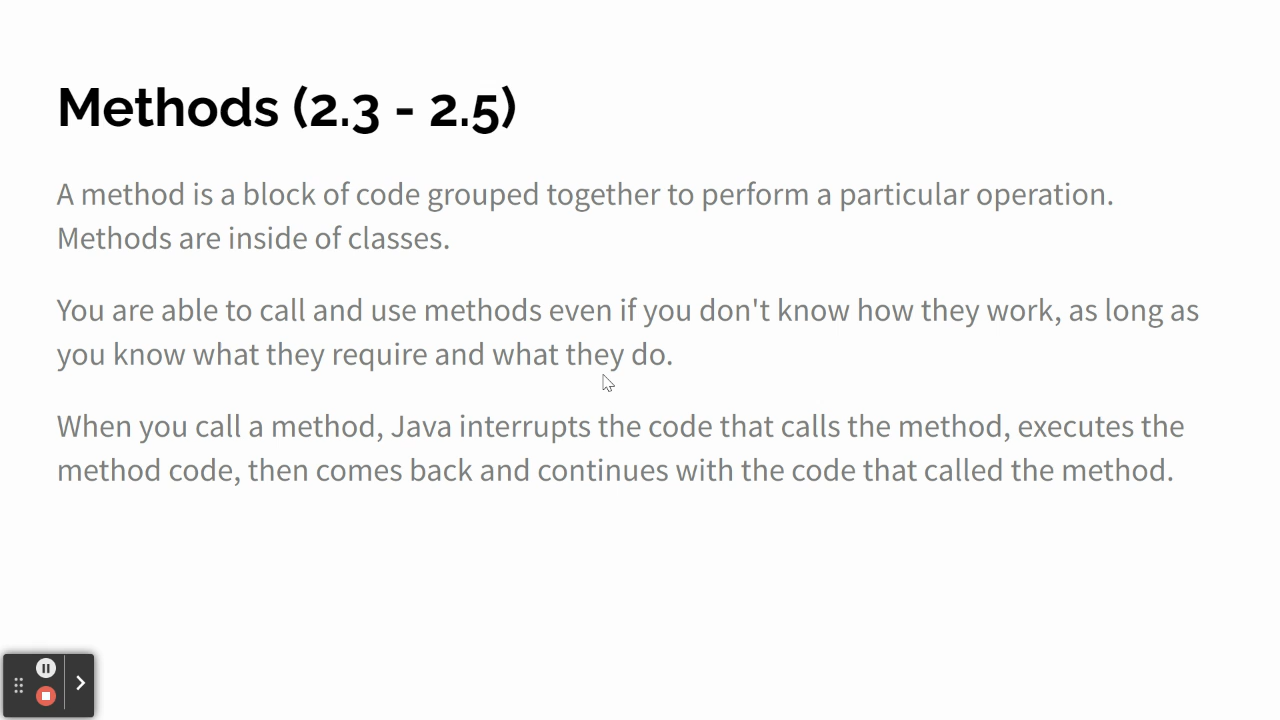 Methods (2.3 - 2.5)
A method is a block of code grouped together to perform a particular operation.
Methods are inside of classes.
You are able to call and use methods even if you don't know how they work, as long as
you know what they require and what they do.
When you call a method, Java interrupts the code that calls the method, executes the
method code, then comes back and continues with the code that called the method.